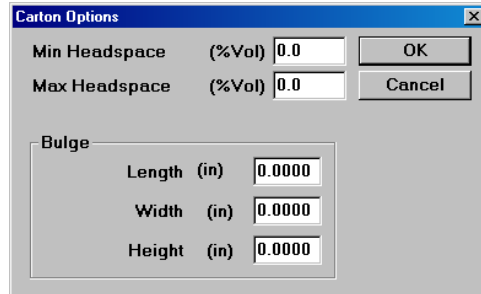 Carton Options
Min Headspace (%Vol) 0.0 OK
Max Headspace (%Vol) 0.0 Cancel
Bulge
Length (in) 0.0000
Width (in) 0.0000
Height (in) 0.0000